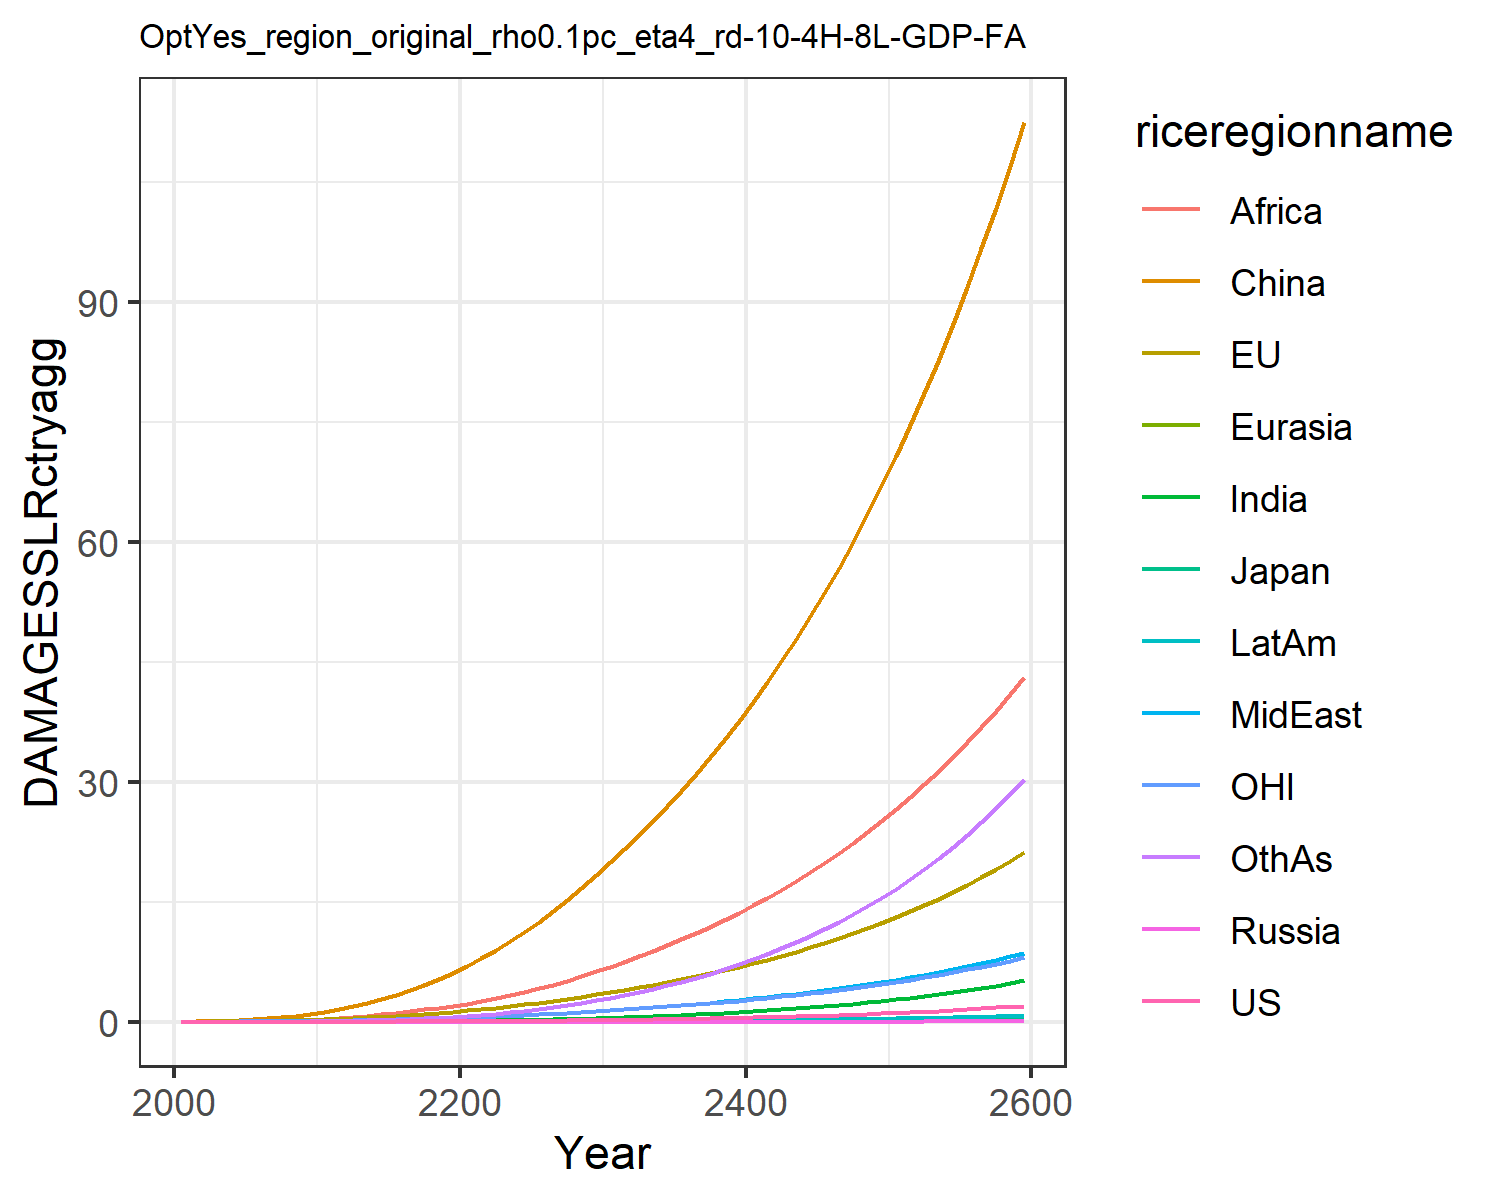 OptYes_region_original_rho0.1pc_eta4_rd-10-4H-8L-GDP-FA
DAMAGESSLRctryagg
90
60
30
0
2000 2200 2400 2600
Year
riceregionname
Africa
China
EU
Eurasia
India
Japan
LatAm
MidEast
OHI
OthAs
Russia
US